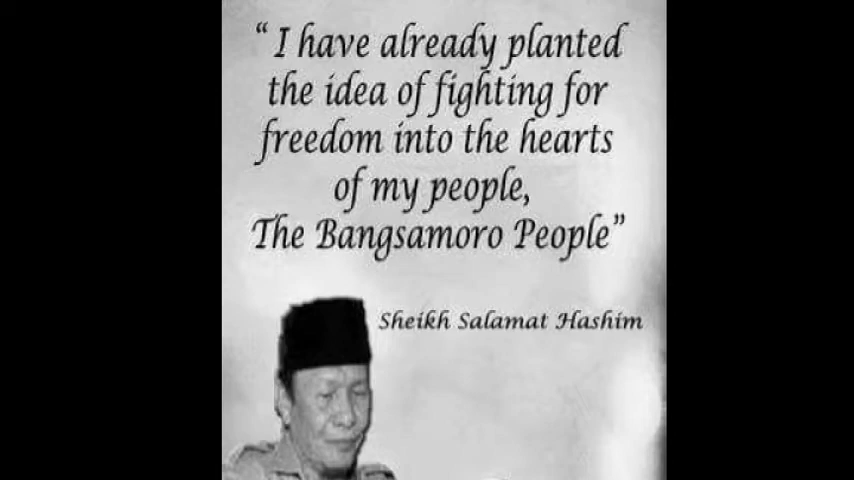 “ I have already planted
the idea of fighting for
freedom into the hearts
of my people,
The Bangsamoro People”
Sheikh Salamat Hashim